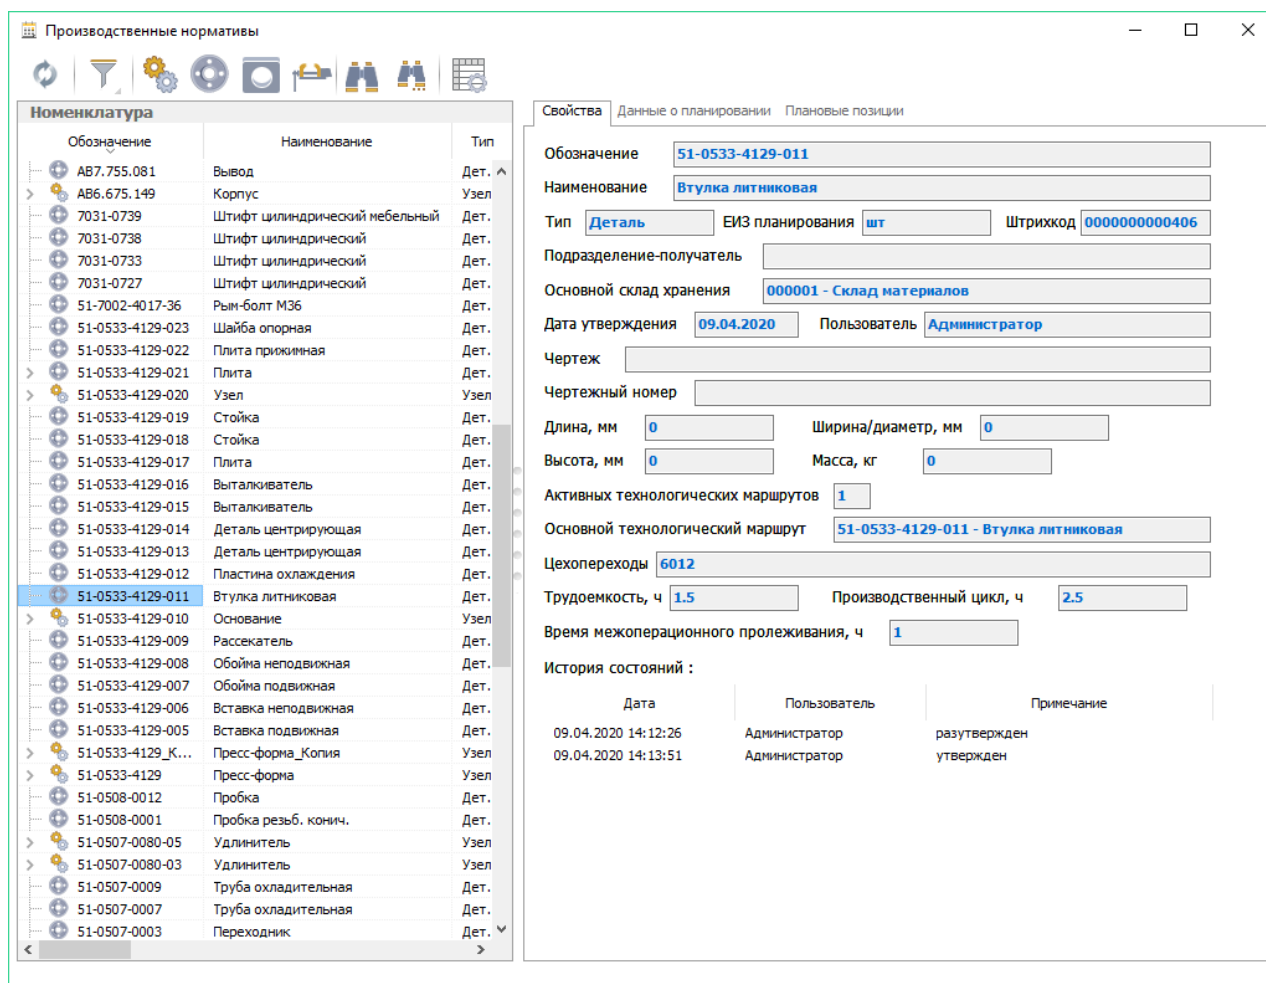 Производственные нормативы
Номенклатура
Обозначение Наименование Тип
АВ7.755.081 Вывод Дет.
АВ6.675.149 Корпус Узел
7031-0739 Штифт цилиндрический мебельный Дет.
7031-0738 Штифт цилиндрический Дет.
7031-0733 Штифт цилиндрический Дет.
7031-0727 Штифт цилиндрический Дет.
51-7002-4017-36 Рым-болт М36 Дет.
51-0533-4129-023 Шайба опорная Дет.
51-0533-4129-022 Плита прижимная Дет.
51-0533-4129-021 Плита Дет.
51-0533-4129-020 Узел Узел
51-0533-4129-019 Стойка Дет.
51-0533-4129-018 Стойка Дет.
51-0533-4129-017 Плита Дет.
51-0533-4129-016 Выталкиватель Дет.
51-0533-4129-015 Выталкиватель Дет.
51-0533-4129-014 Деталь центрирующая Дет.
51-0533-4129-013 Деталь центрирующая Дет.
51-0533-4129-012 Пластина охлаждения Дет.
51-0533-4129-011 Втулка литниковая Дет.
51-0533-4129-010 Основание Узел
51-0533-4129-009 Рассекатель Дет.
51-0533-4129-008 Обойма неподвижная Дет.
51-0533-4129-007 Обойма подвижная Дет.
51-0533-4129-006 Вставка неподвижная Дет.
51-0533-4129-005 Вставка подвижная Дет.
51-0533-4129_К... Пресс-форма_Копия Узел
51-0533-4129 Пресс-форма Узел
51-0508-0012 Пробка Дет.
51-0508-0001 Пробка резьб. конич. Дет.
51-0507-0080-05 Удлинитель Узел
51-0507-0080-03 Удлинитель Узел
51-0507-0009 Труба охладительная Дет.
51-0507-0007 Труба охладительная Дет.
51-0507-0003 Переходник Дет.
Свойства Данные о планировании Плановые позиции
Обозначение 51-0533-4129-011
Наименование Втулка литниковая
Тип Деталь ЕИЗ планирования шт Штрихкод 0000000000406
Подразделение-получатель
Основной склад хранения 000001 - Склад материалов
Дата утверждения 09.04.2020 Пользователь Администратор
Чертеж
Чертежный номер
Длина, мм 0 Ширина/диаметр, мм 0
Высота, мм 0 Масса, кг 0
Активных технологических маршрутов 1
Основной технологический маршрут 51-0533-4129-011 - Втулка литниковая
Цехопереходы 6012
Трудоемкость, ч 1.5 Производственный цикл, ч 2.5
Время межоперационного пролеживания, ч 1
История состояний :
Дата Пользователь Примечание
09.04.2020 14:12:26 Администратор разутвержден
09.04.2020 14:13:51 Администратор утвержден